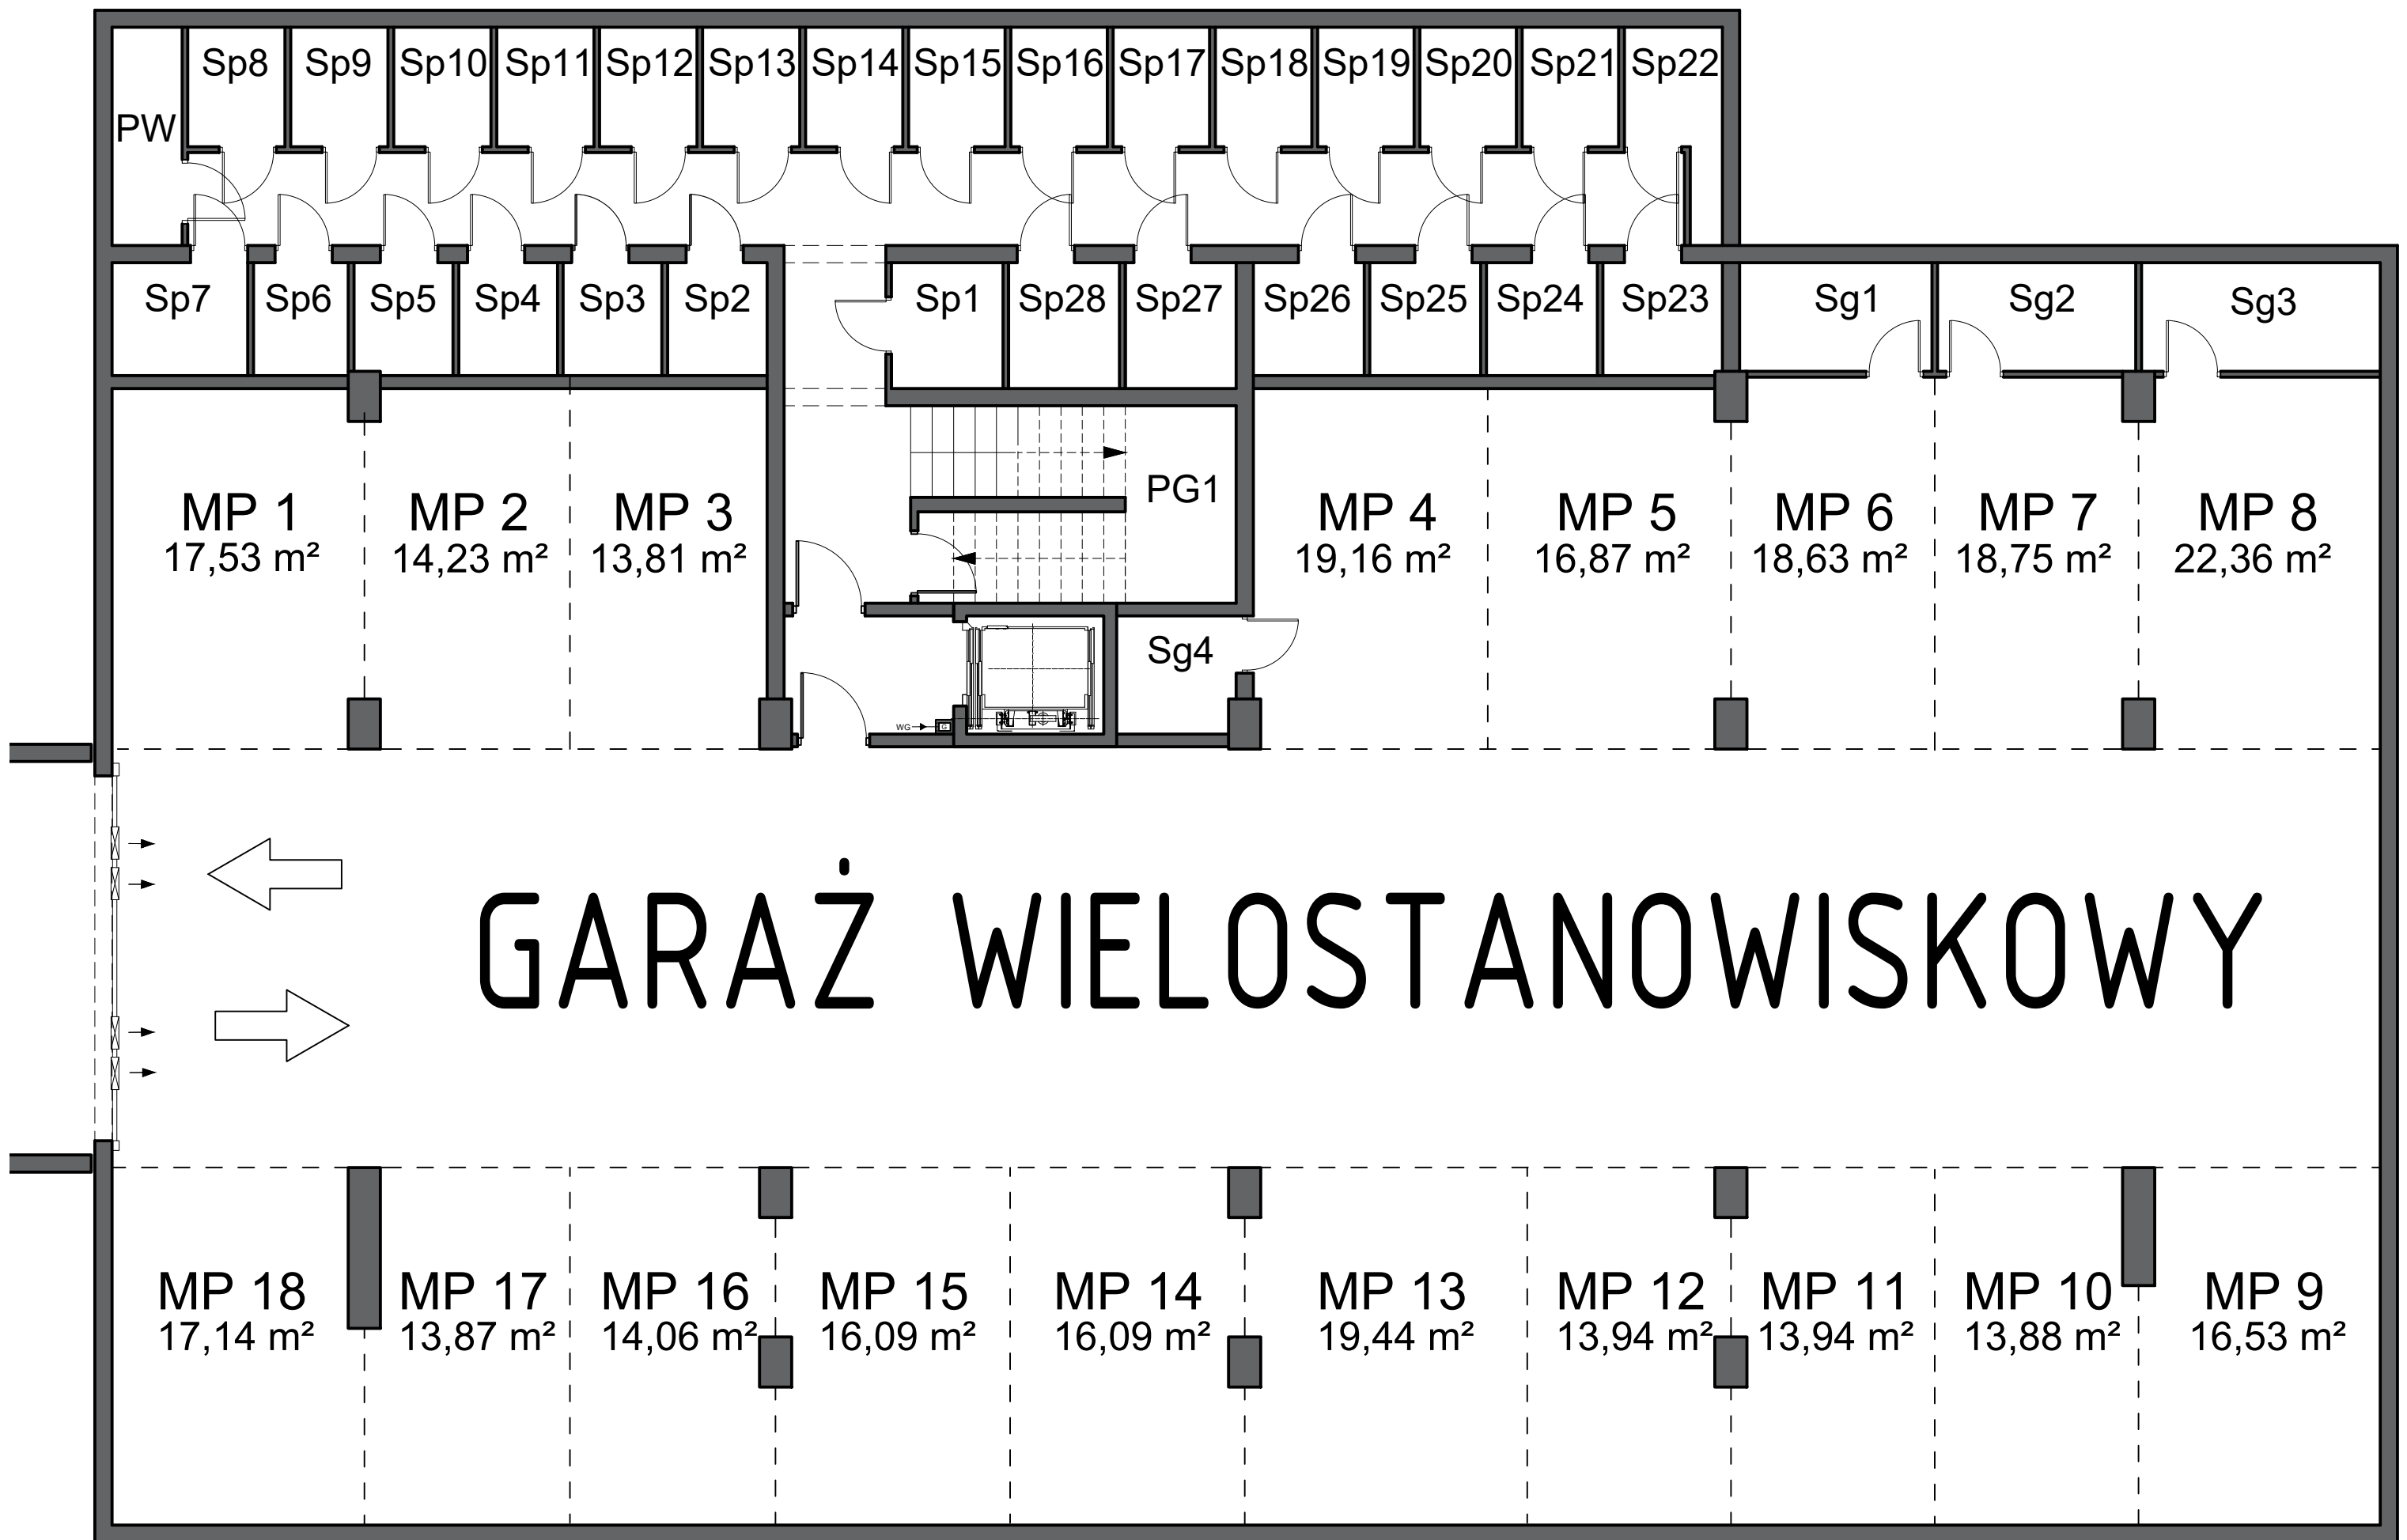 Sp8 Sp9 Sp10 Sp11 Sp12 Sp13 Sp14 Sp15 Sp16 Sp17 Sp18 Sp19 Sp20 Sp21 Sp22
PW
Sp7 Sp6 Sp5 Sp4 Sp3 Sp2 Sp1 Sp28 Sp27 Sp26 Sp25 Sp24 Sp23 Sg1 Sg2 Sg3
PG1
MP 1 MP 2 MP 3 MP 4 MP 5 MP 6 MP 7 MP 8
17,53 m² 14,23 m² 13,81 m² 19,16 m² 16,87 m² 18,63 m² 18,75 m² 22,36 m²
Sg4
WG
GARAŻ WIELOSTANOWISKOWY
MP 18 MP 17 MP 16 MP 15 MP 14 MP 13 MP 12 MP 11 MP 10 MP 9
17,14 m² 13,87 m² 14,06 m² 16,09 m² 16,09 m² 19,44 m² 13,94 m² 13,94 m² 13,88 m² 16,53 m²